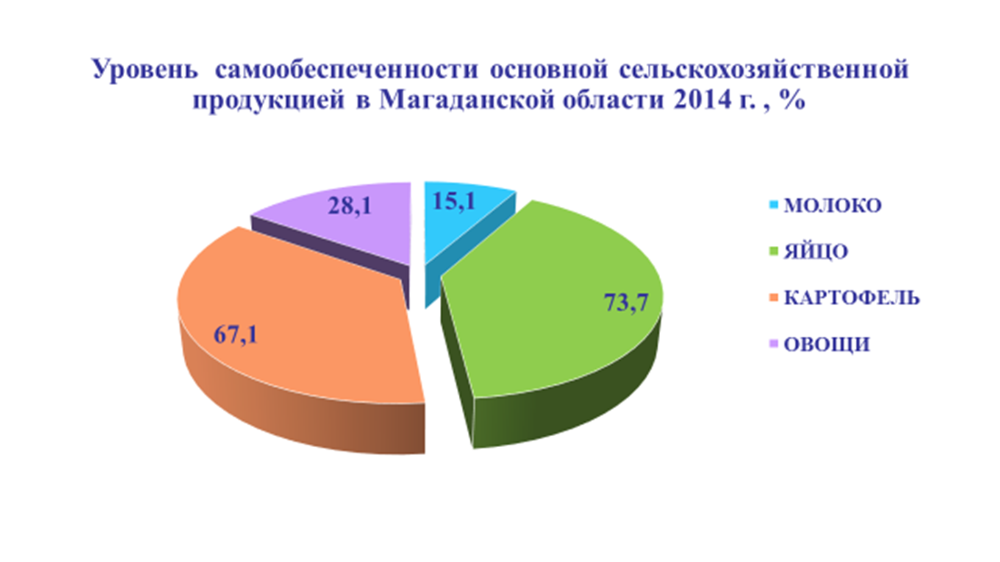 Уровень самообеспеченности основной сельскохозяйственной
продукцией в Магаданской области 2014 г. , %
28,1
15,1
73,7
67,1
МОЛОКО
ЯЙЦО
КАРТОФЕЛЬ
ОВОЩИ